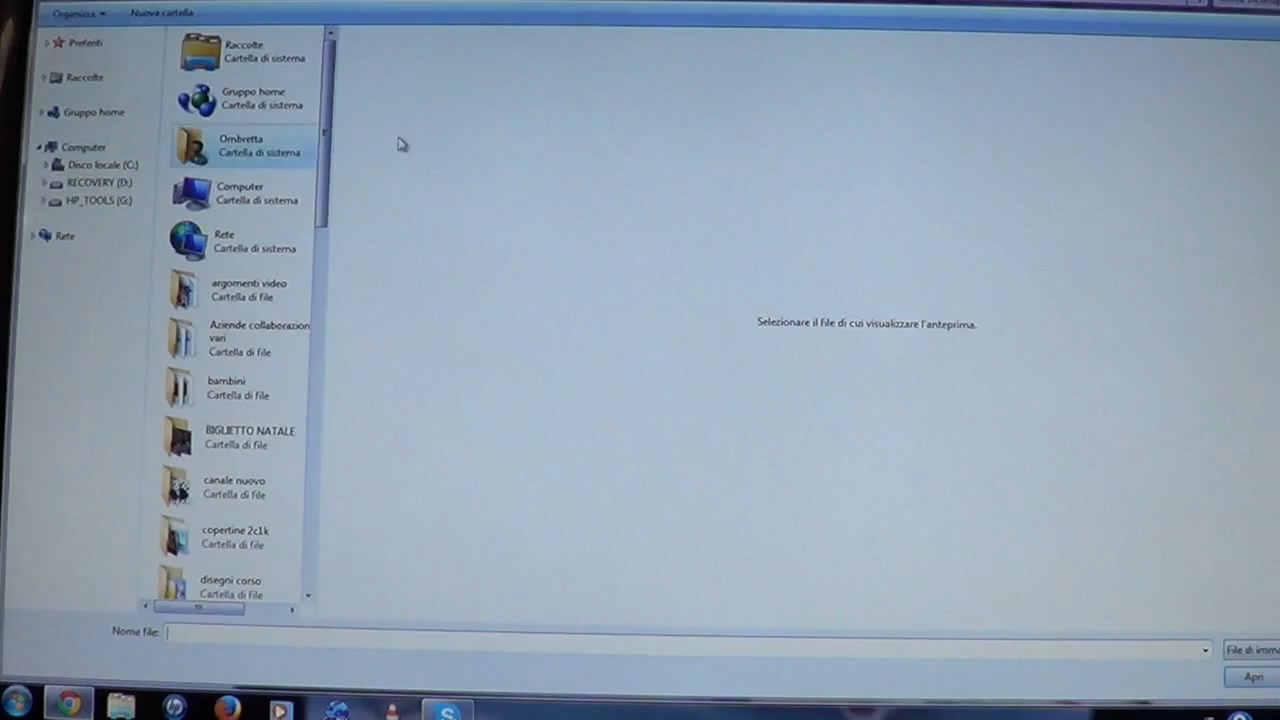 Organizza
Nuova cartella
Preferiti
Raccolte
Gruppo home
Computer
Disco locale (C:)
RECOVERY (D:)
HP_TOOLS (G:)
Rete
Raccolte
Cartella di sistema
Gruppo home
Cartella di sistema
Ombretta
Cartella di sistema
Computer
Cartella di sistema
Rete
Cartella di sistema
argomenti video
Cartella di file
Aziende collaborazion
vari
Cartella di file
bambini
Cartella di file
BIGLIETTO NATALE
Cartella di file
canale nuovo
Cartella di file
copertine 2c1k
Cartella di file
disegni corso
Cartella di file
Selezionare il file di cui visualizzare l'anteprima.
Nome file:
File di imma
Apri